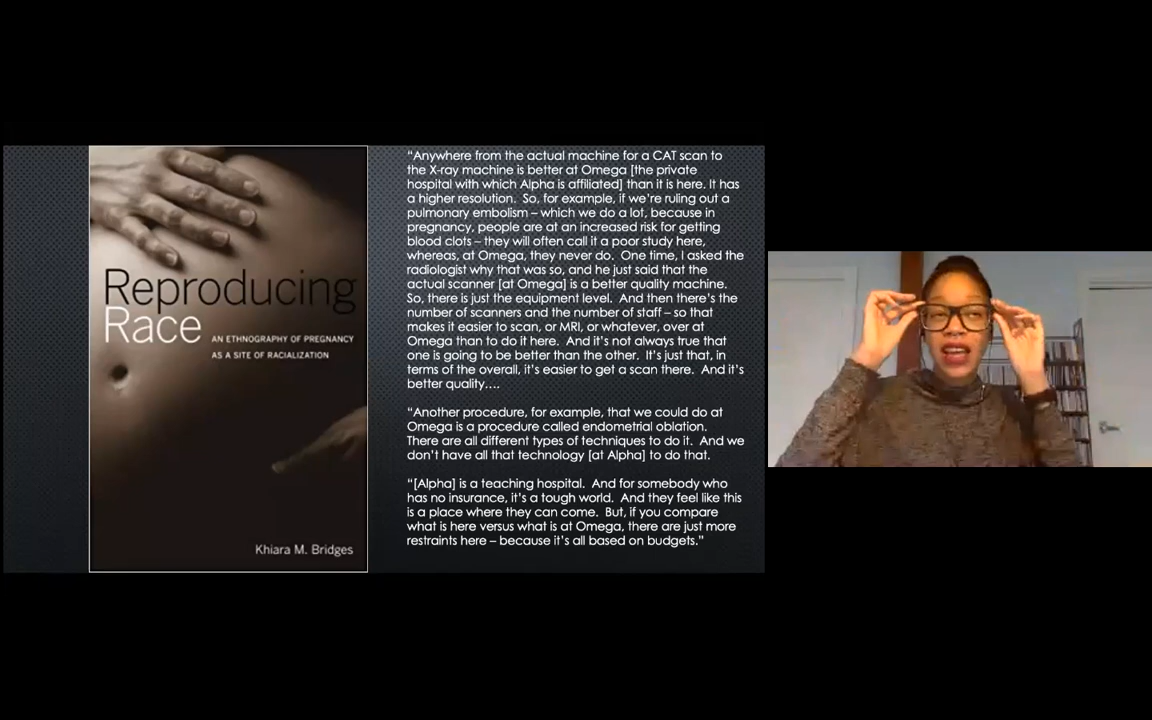 Reproducing
Race
AN ETHNOGRAPHY OF PREGNANCY
AS A SITE OF RACIALIZATION
Khiara M. Bridges
“Anywhere from the actual machine for a CAT scan to
the X-ray machine is better at Omega [the private
hospital with which Alpha is affiliated] than it is here. It has
a higher resolution.  So, for example, if we’re ruling out a
pulmonary embolism – which we do a lot, because in
pregnancy, people are at an increased risk for getting
blood clots – they will often call it a poor study here,
whereas, at Omega, they never do.  One time, I asked the
radiologist why that was so, and he just said that the
actual scanner [at Omega] is a better quality machine.
So, there is just the equipment level.  And then there’s the
number of scanners and the number of staff – so that
makes it easier to scan, or MRI, or whatever, over at
Omega than to do it here.  And it’s not always true that
one is going to be better than the other.  It’s just that, in
terms of the overall, it’s easier to get a scan there.  And it’s
better quality….
“Another procedure, for example, that we could do at
Omega is a procedure called endometrial oblation.
There are all different types of techniques to do it.  And we
don’t have all that technology [at Alpha] to do that.
“[Alpha] is a teaching hospital.  And for somebody who
has no insurance, it’s a tough world.  And they feel like this
is a place where they can come.  But, if you compare
what is here versus what is at Omega, there are just more
restraints here – because it’s all based on budgets.”